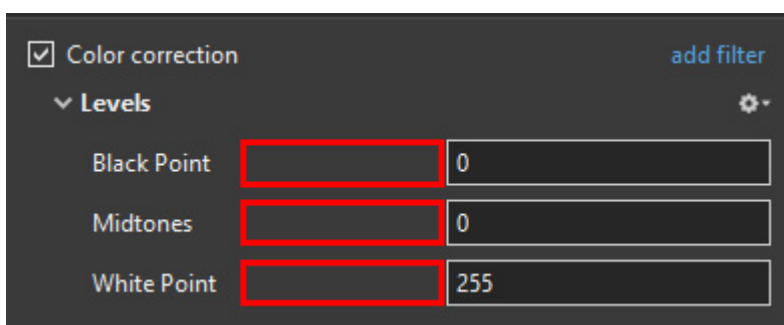 Color correction add filter
Levels
Black Point 0
Midtones 0
White Point 255